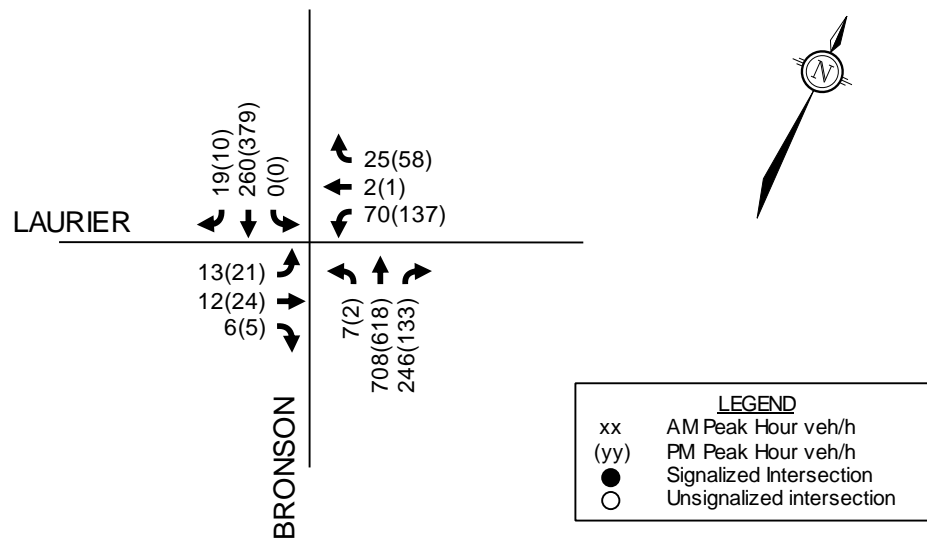 N
19(10)
260(379)
0(0)
25(58)
2(1)
70(137)
LAURIER
13(21)
12(24)
6(5)
7(2)
708(618)
246(133)
BRONSON
LEGEND
xx AM Peak Hour veh/h
(yy) PM Peak Hour veh/h
Signalized Intersection
Unsignalized intersection